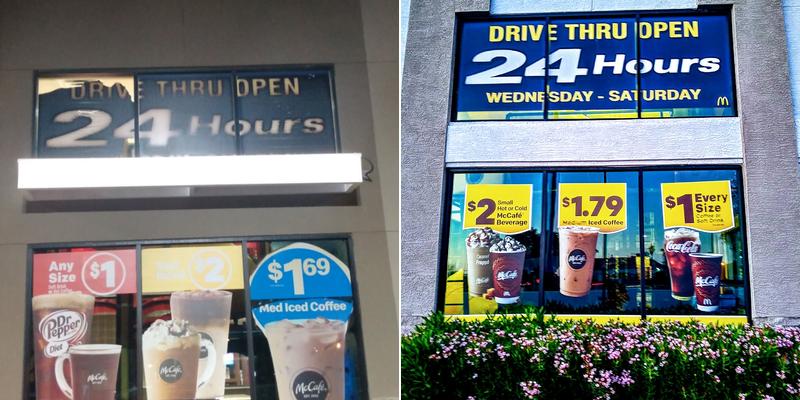 DRIVE THRU OPEN
24 Hours
Any
Size
$1
$2
$1 69
Med Iced Coffee
Dr
Pepper
Diet
McCafé
McCafé
McCafé
DRIVE THRU OPEN
24 Hours
WEDNESDAY - SATURDAY
$2
Small
Hot or Cold
McCafé
Beverage
$1.79
Medium Iced Coffee
$1 Every
Size
Coffee or
Soft Drink
McCafé
McCafé
Coca-Cola
McCafé